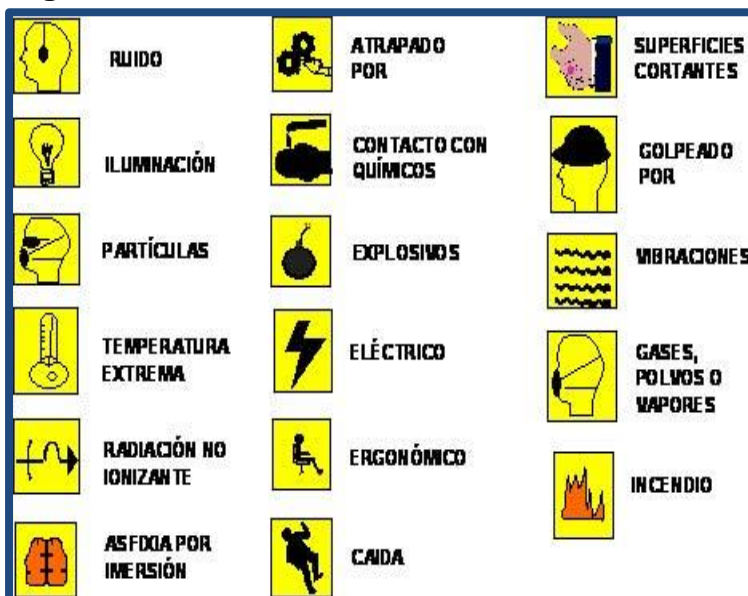 RUIDO
ILUMINACIÓN
PARTÍCULAS
TEMPERATURA
EXTREMA
RADIACIÓN NO
IONIZANTE
ASFIXIA POR
IMERSIÓN
ATRAPADO
POR
CONTACTO CON
QUÍMICOS
EXPLOSIVOS
ELÉCTRICO
ERGONÓMICO
CAIDA
SUPERFICIES
CORTANTES
GOLPEADO
POR
VIBRACIONES
GASES,
POLVOS O
VAPORES
INCENDIO